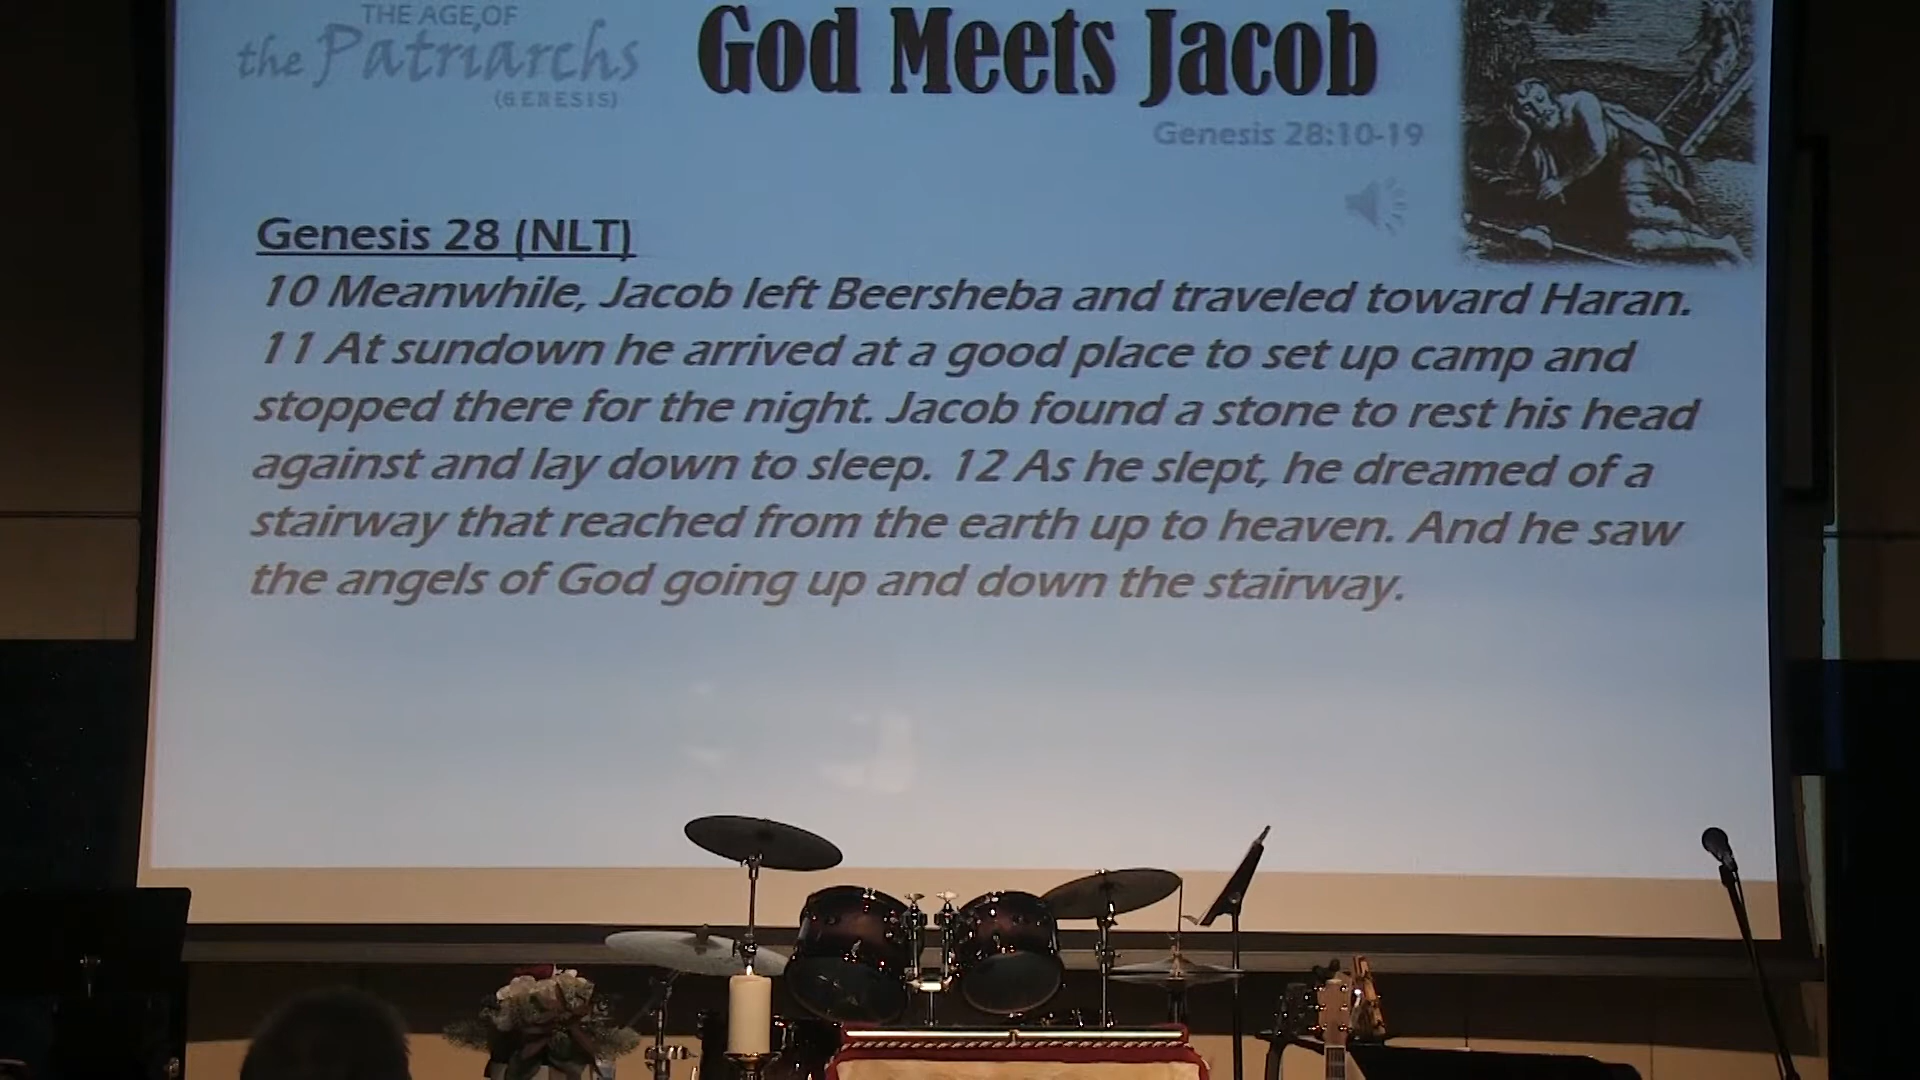 THE AGE OF
the Patriarchs
(GENESIS)
God Meets Jacob
Genesis 28:10-19
Genesis 28 (NLT)
10 Meanwhile, Jacob left Beersheba and traveled toward Haran.
11 At sundown he arrived at a good place to set up camp and
stopped there for the night. Jacob found a stone to rest his head
against and lay down to sleep. 12 As he slept, he dreamed of a
stairway that reached from the earth up to heaven. And he saw
the angels of God going up and down the stairway.